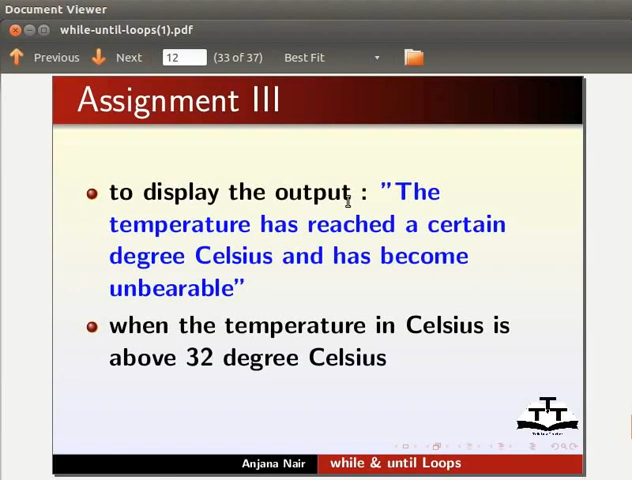 Document Viewer
while-until-loops(1).pdf
Previous Next 12 (33 of 37) Best Fit
Assignment III
to display the output : ”The
temperature has reached a certain
degree Celsius and has become
unbearable”
when the temperature in Celsius is
above 32 degree Celsius
Anjana Nair while & until Loops